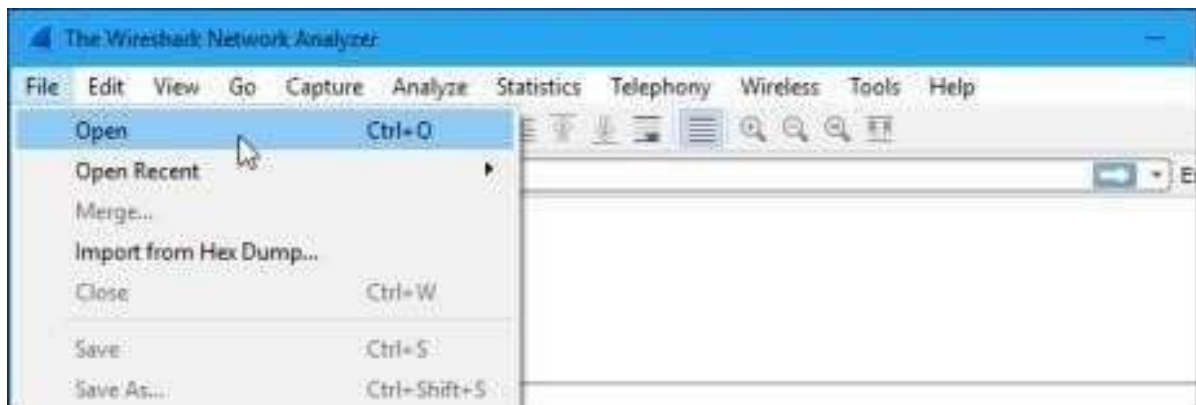 The Wireshark Network Analyzer
File Edit View Go Capture Analyze Statistics Telephony Wireless Tools Help
Open Ctrl+O
Open Recent
Merge...
Import from Hex Dump...
Close Ctrl+W
Save Ctrl+S
Save As... Ctrl+Shift+S